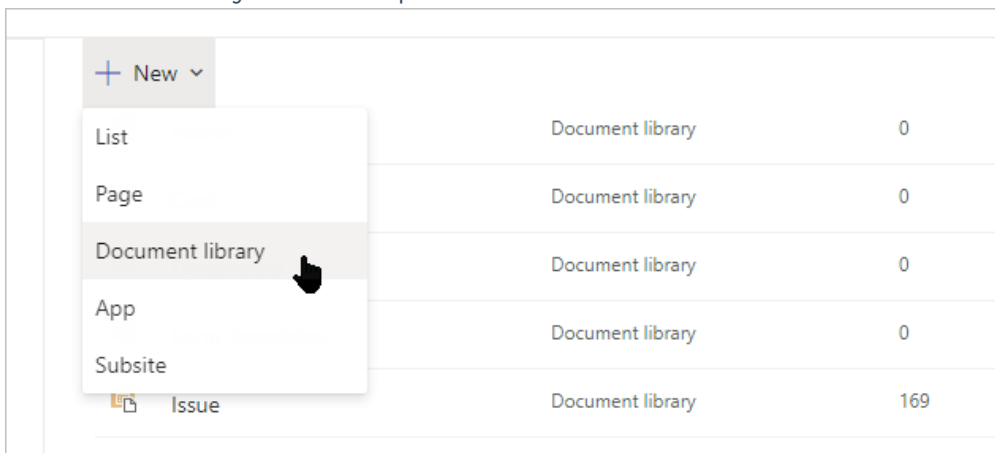 New
List
Document library 0
Page
Document library 0
Document library
Document library 0
App
Document library 0
Subsite
Issue Document library 169